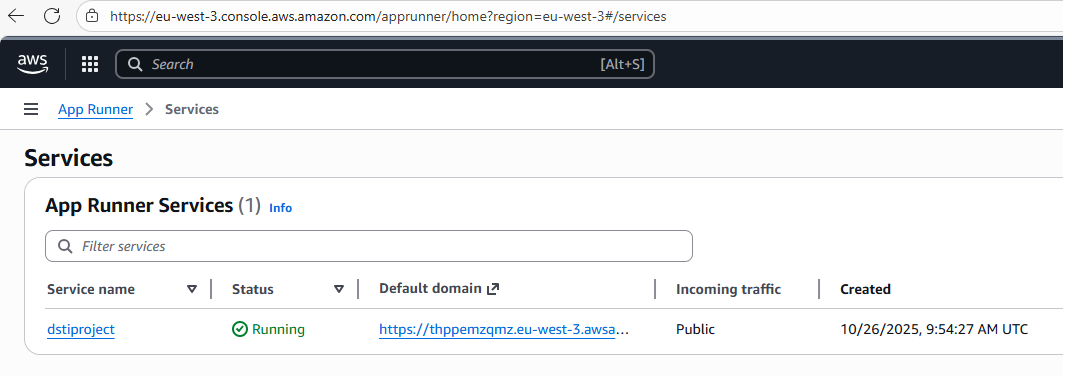 https://eu-west-3.console.aws.amazon.com/apprunner/home?region=eu-west-3#/services
aws Search [Alt+S]
App Runner Services
Services
App Runner Services (1) Info
Filter services
Service name Status Default domain Incoming traffic Created
dstiproject Running https://thppemzqmz.eu-west-3.awsa… Public 10/26/2025, 9:54:27 AM UTC